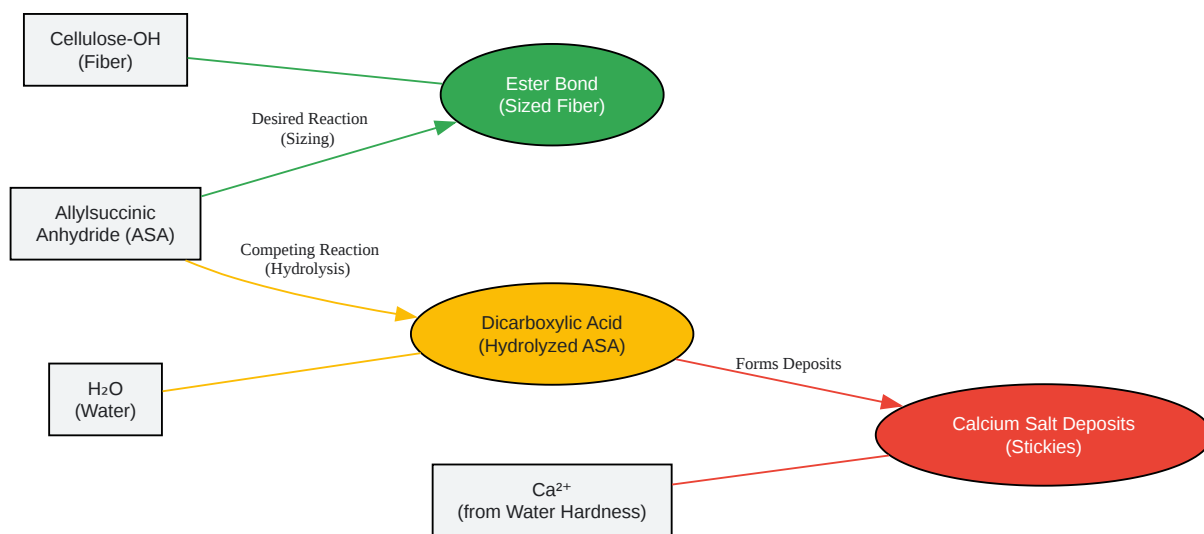 Cellulose-OH
(Fiber)
Ester Bond
(Sized Fiber)
Desired Reaction
(Sizing)
Allylsuccinic
Anhydride (ASA)
Competing Reaction
(Hydrolysis)
Dicarboxylic Acid
(Hydrolyzed ASA)
Forms Deposits
H₂O
(Water)
Calcium Salt Deposits
(Stickies)
Ca²⁺
(from Water Hardness)